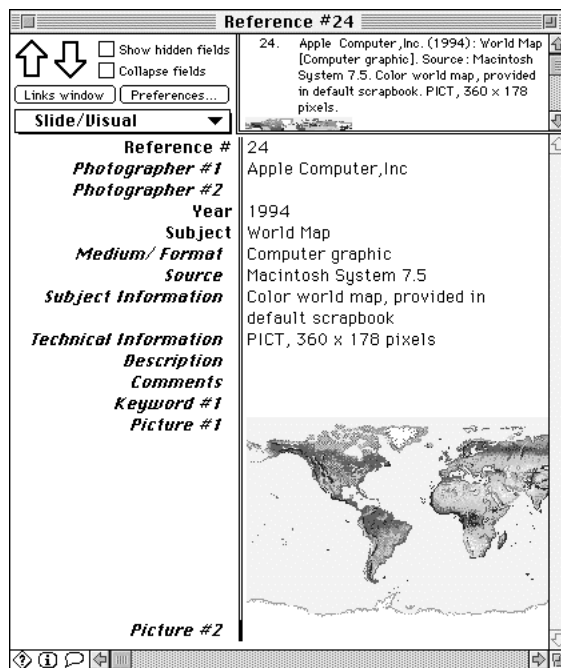 Reference #24
Show hidden fields
Collapse fields
Links window
Preferences...
Slide/Visual
24. Apple Computer,Inc. (1994): World Map
[Computer graphic]. Source: Macintosh
System 7.5. Color world map, provided
in default scrapbook. PICT, 360 x 178
pixels.
Reference # 24
Photographer #1 Apple Computer,Inc
Photographer #2
Year 1994
Subject World Map
Medium/Format Computer graphic
Source Macintosh System 7.5
Subject Information Color world map, provided in
default scrapbook
Technical Information PICT, 360 x 178 pixels
Description
Comments
Keyword #1
Picture #1
Picture #2